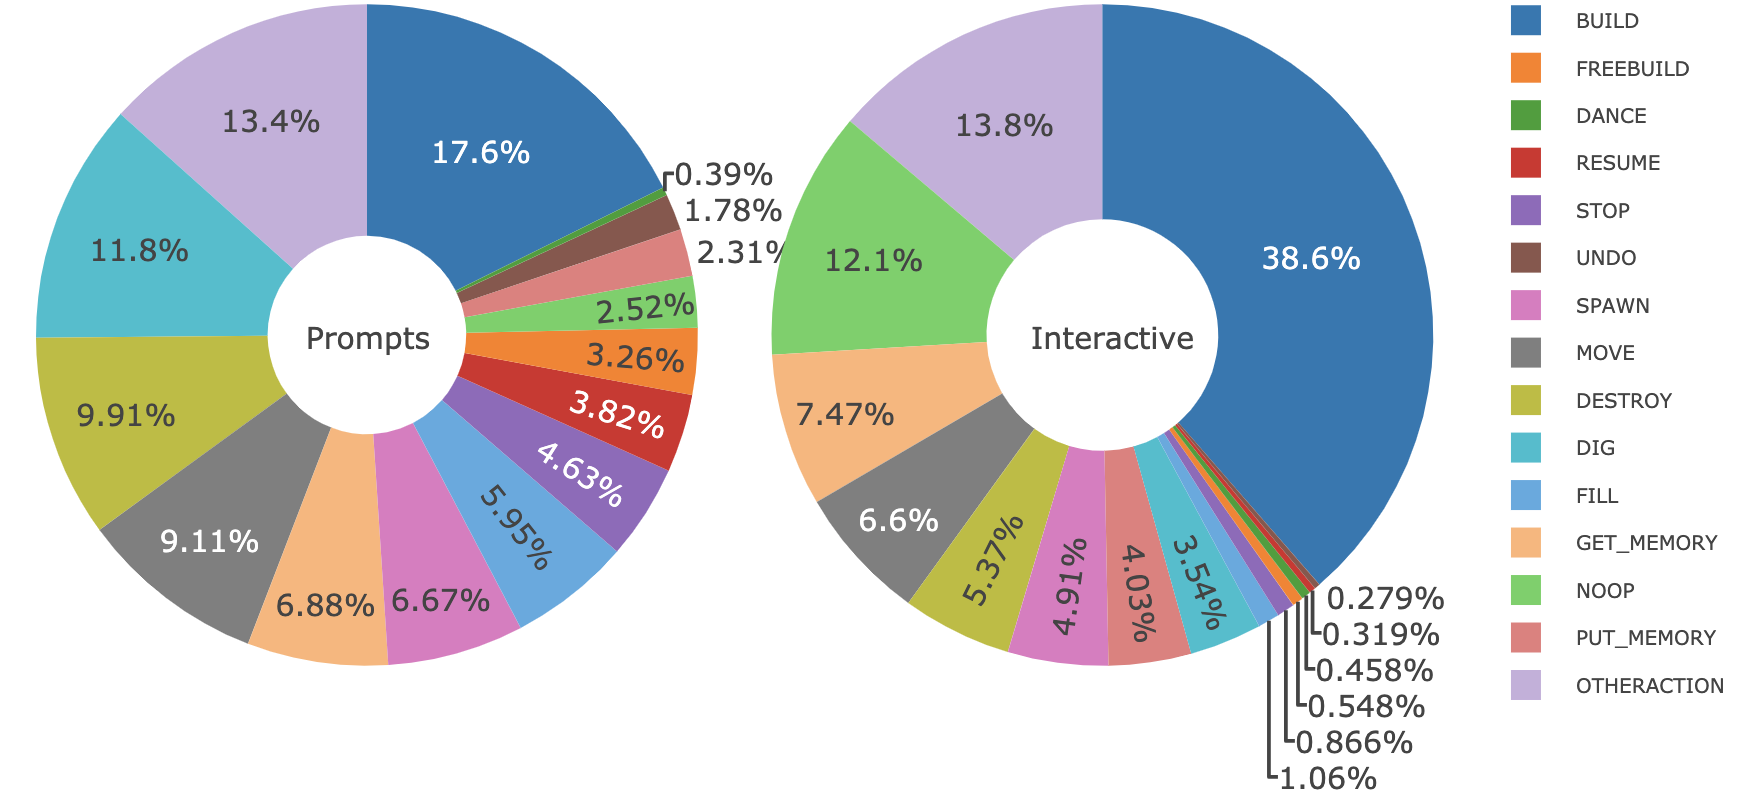 13.4%
17.6%
0.39%
1.78%
2.31%
2.52%
3.26%
3.82%
4.63%
5.95%
6.67%
6.88%
9.11%
9.91%
11.8%
Prompts
13.8%
38.6%
0.279%
0.319%
0.458%
0.548%
0.866%
1.06%
3.54%
4.03%
4.91%
5.37%
6.6%
7.47%
12.1%
Interactive
BUILD
FREEBUILD
DANCE
RESUME
STOP
UNDO
SPAWN
MOVE
DESTROY
DIG
FILL
GET_MEMORY
NOOP
PUT_MEMORY
OTHERACTION